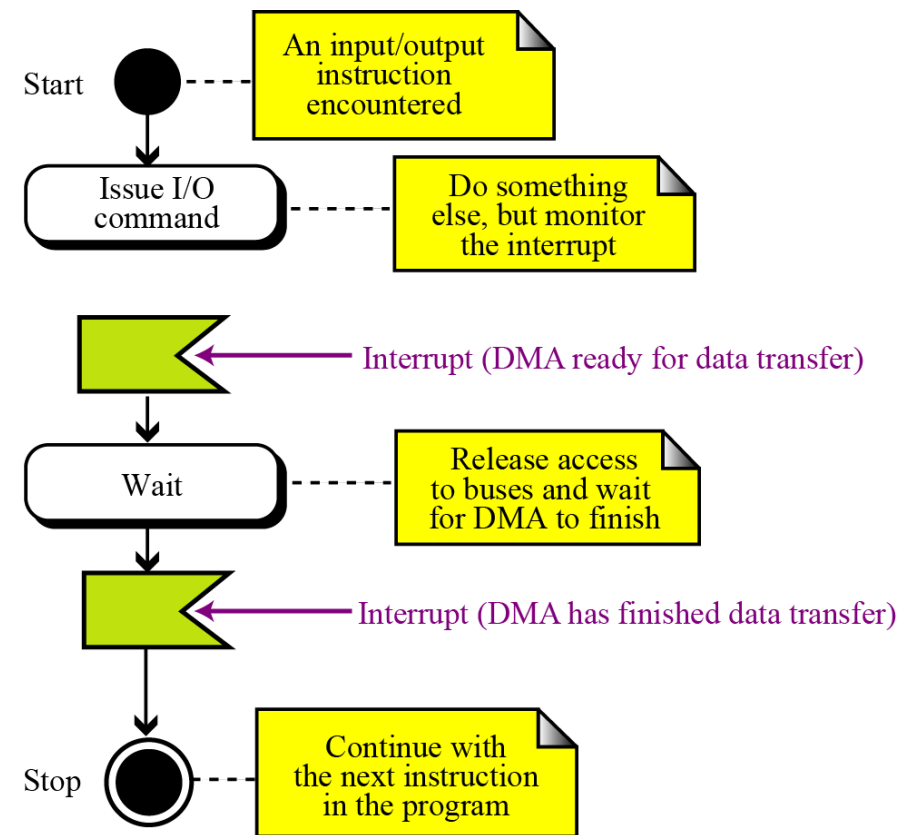 An input/output
instruction
encountered
Start
Issue I/O
command
Do something
else, but monitor
the interrupt
Interrupt (DMA ready for data transfer)
Wait
Release access
to buses and wait
for DMA to finish
Interrupt (DMA has finished data transfer)
Stop
Continue with
the next instruction
in the program